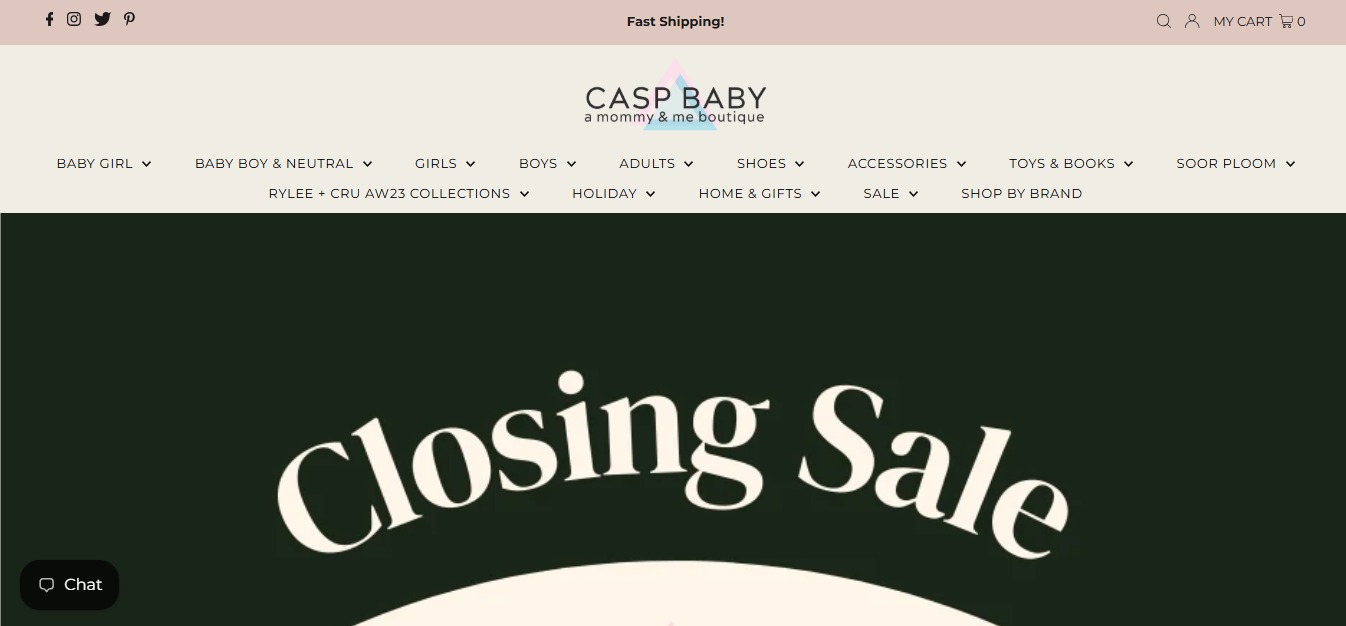 Fast Shipping!
MY CART 0
CASP BABY
a mommy & me boutique
BABY GIRL BABY BOY & NEUTRAL GIRLS BOYS ADULTS SHOES ACCESSORIES TOYS & BOOKS SOOR PLOOM
RYLEE + CRU AW23 COLLECTIONS HOLIDAY HOME & GIFTS SALE SHOP BY BRAND
Closing Sale
Chat